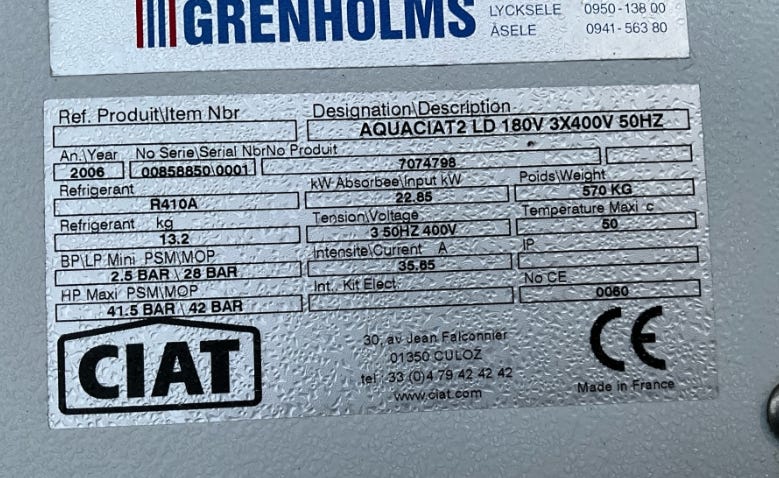 GRENHOLMS
LYCKSELE 0950-138 00
ÅSELE 0941-563 80
Ref. Produit\Item Nbr Designation\Description
AQUACIAT2 LD 180V 3X400V 50HZ
An.\Year No Serie\Serial Nbr No Produit
2006 00858850\0001 7074798
Refrigerant kW Absorbee\Input kW Poids\Weight
R410A 22.85 570 KG
Refrigerant kg Tension\Voltage Temperature Maxi c
13.2 3 50HZ 400V 50
BP\LP Mini PSM\MOP Intensite\Current A IP
2.5 BAR \ 28 BAR 35.85
HP Maxi PSM\MOP Int.. Kit Elect. No CE
41.5 BAR \ 42 BAR 0060
CIAT
30, av Jean Falconnier
01350 CULOZ
tel : 33 (0)4 79 42 42 42
www.ciat.com
CE
Made in France